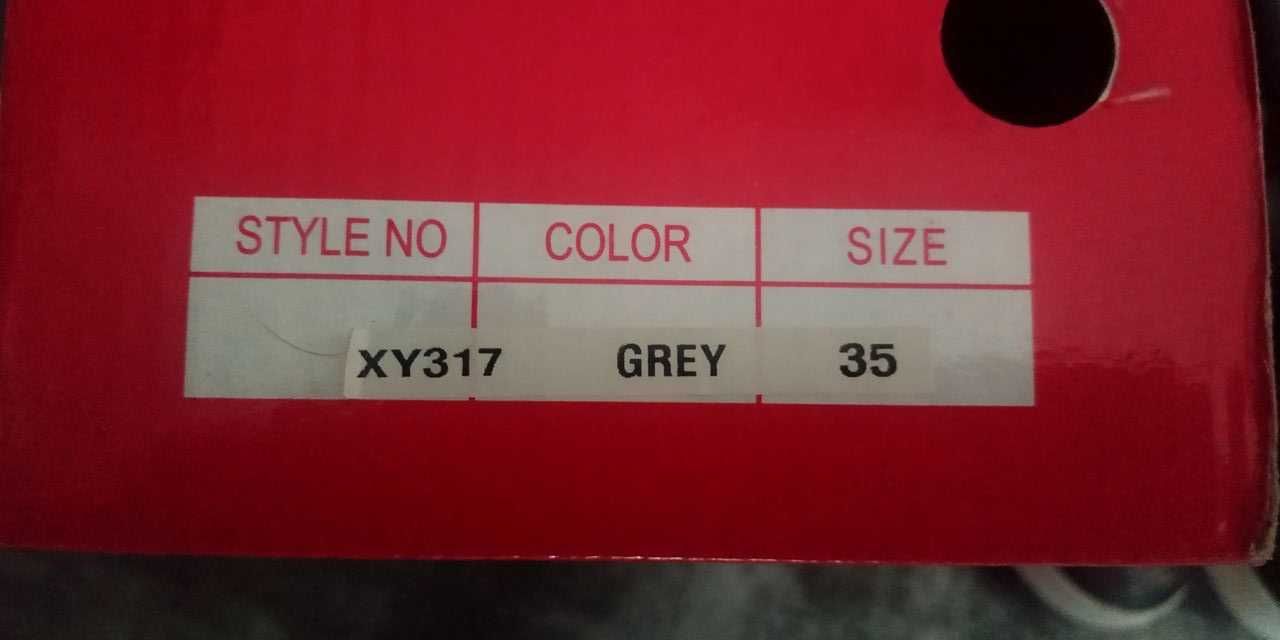 STYLE NO COLOR SIZE
XY317 GREY 35